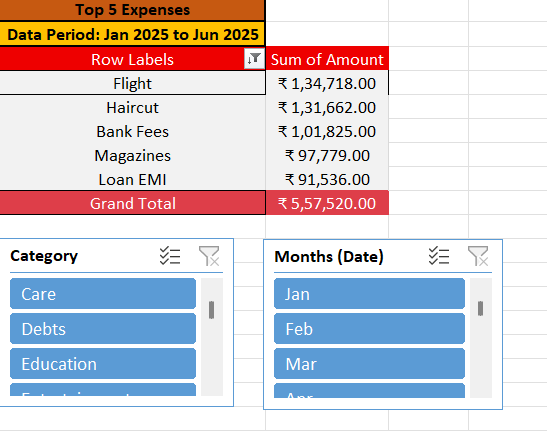 Top 5 Expenses
Data Period: Jan 2025 to Jun 2025
Row Labels Sum of Amount
Flight ₹ 1,34,718.00
Haircut ₹ 1,31,662.00
Bank Fees ₹ 1,01,825.00
Magazines ₹ 97,779.00
Loan EMI ₹ 91,536.00
Grand Total ₹ 5,57,520.00
Category Months (Date)
Care Jan
Debts Feb
Education Mar